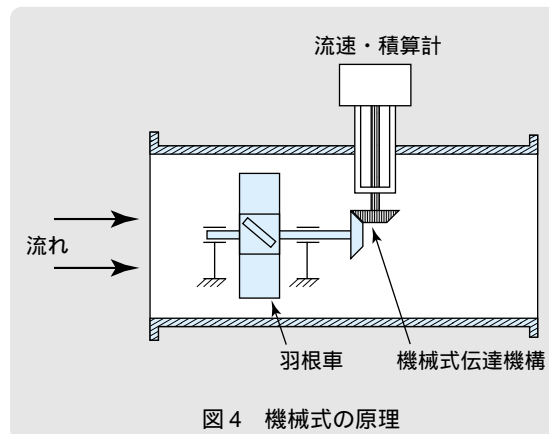 流速・積算計
流れ
羽根車
機械式伝達機構
図4 機械式の原理